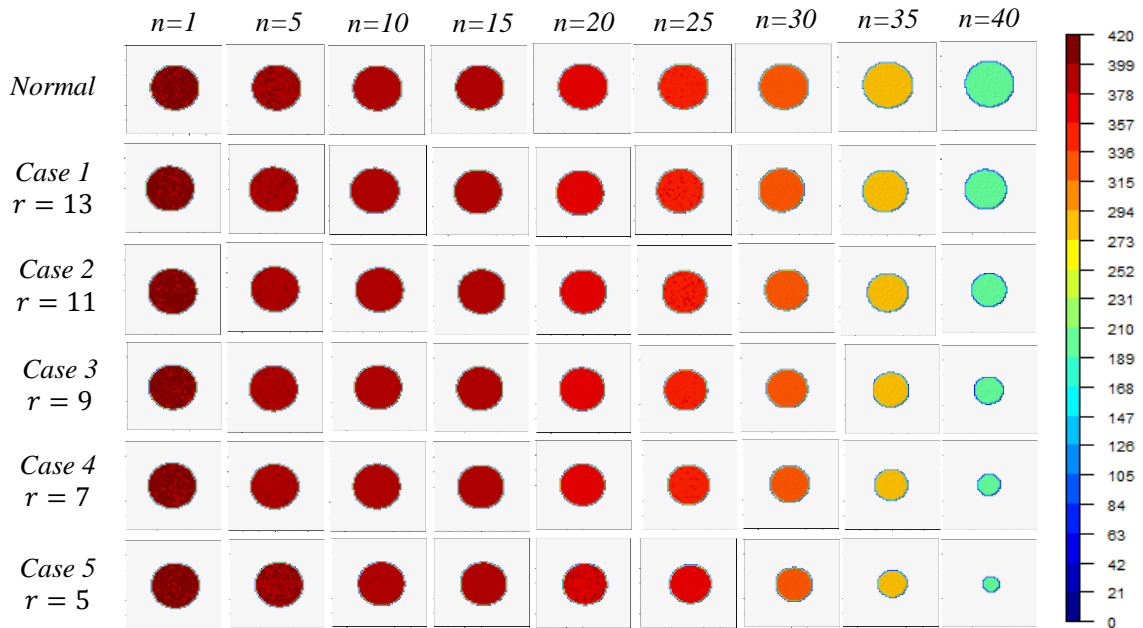 n=1 n=5 n=10 n=15 n=20 n=25 n=30 n=35 n=40
Normal
Case 1
r = 13
Case 2
r = 11
Case 3
r = 9
Case 4
r = 7
Case 5
r = 5
420
399
378
357
336
315
294
273
252
231
210
189
168
147
126
105
84
63
42
21
0